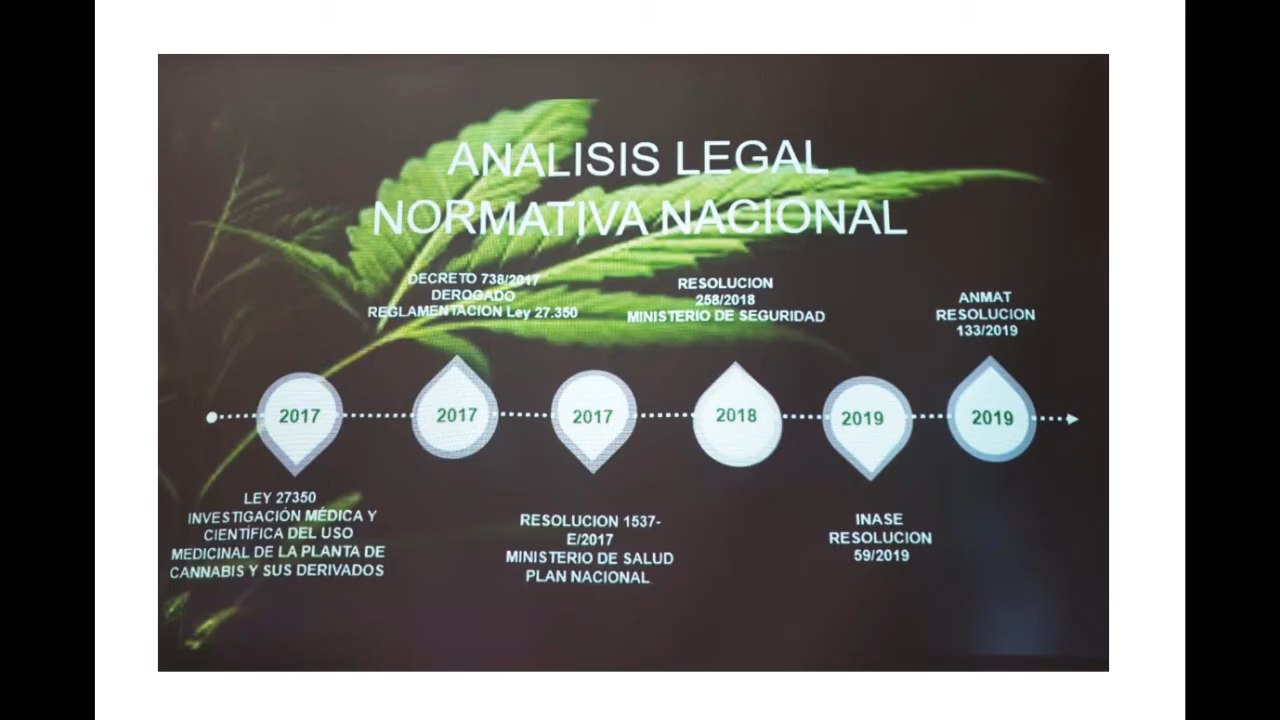 ANALISIS LEGAL
NORMATIVA NACIONAL
DECRETO 738/2017
DEROGADO
REGLAMENTACION Ley 27.350
RESOLUCION
258/2018
MINISTERIO DE SEGURIDAD
ANMAT
RESOLUCION
133/2019
2017
2017
2017
2018
2019
2019
LEY 27350
INVESTIGACIÓN MÉDICA Y
CIENTÍFICA DEL USO
MEDICINAL DE LA PLANTA DE
CANNABIS Y SUS DERIVADOS
RESOLUCION 1537-
E/2017
MINISTERIO DE SALUD
PLAN NACIONAL
INASE
RESOLUCION
59/2019